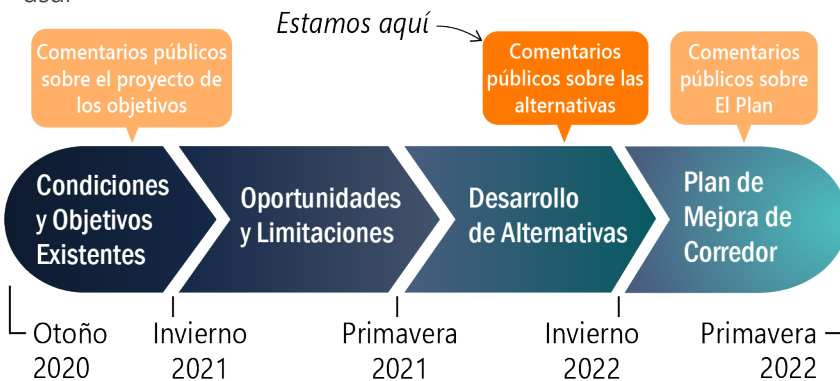 Estamos aquí
Comentarios públicos
sobre el proyecto de
los objetivos
Comentarios
públicos sobre las
alternativas
Comentarios
públicos sobre
El Plan
Condiciones
y Objetivos
Existentes
Oportunidades
y Limitaciones
Desarrollo
de Alternativas
Plan de
Mejora de
Corredor
Otoño
2020
Invierno
2021
Primavera
2021
Invierno
2022
Primavera
2022